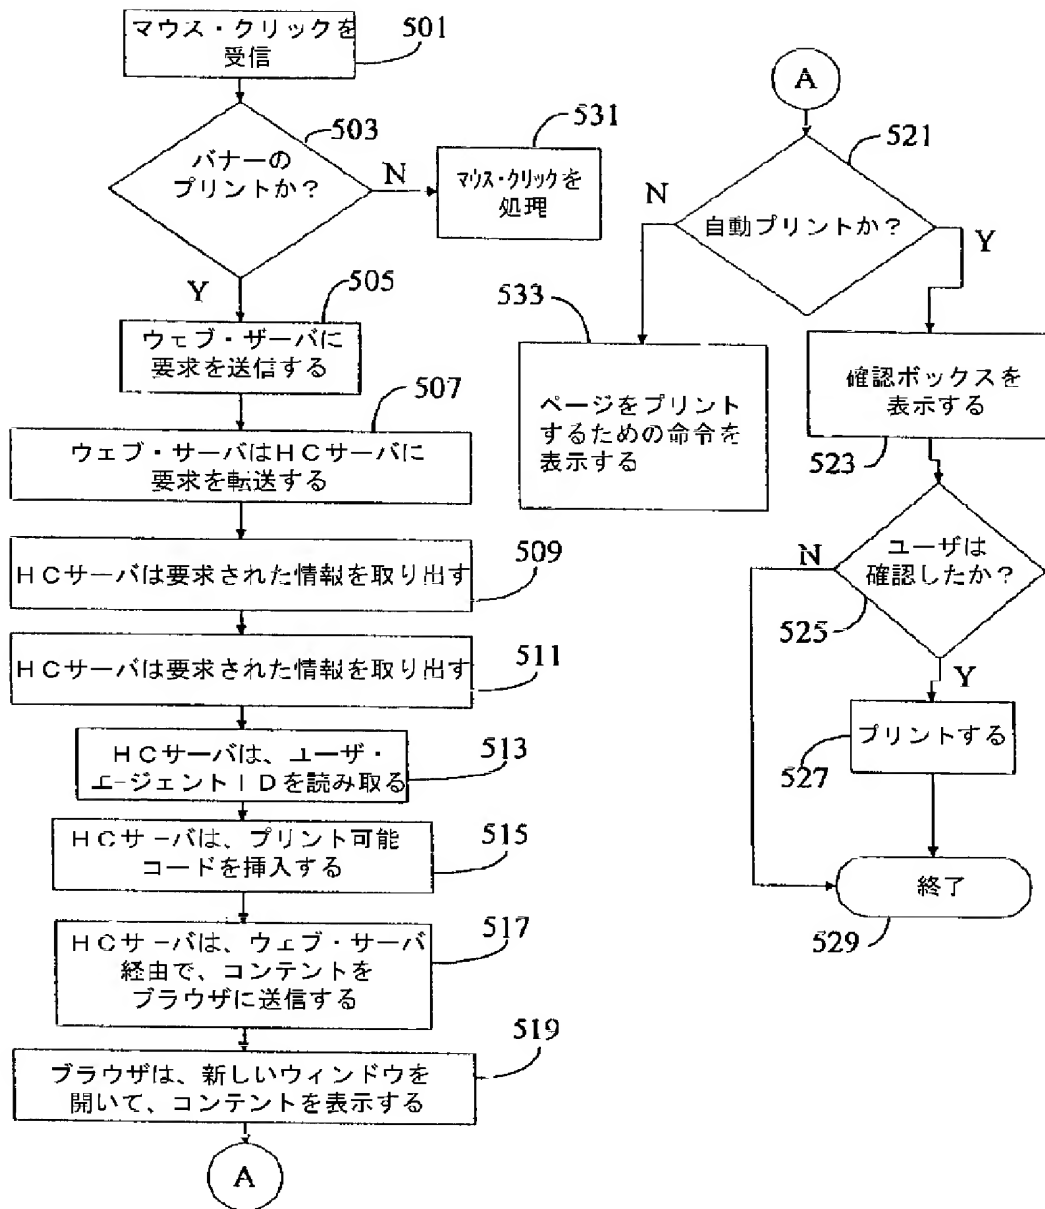 マウス・クリックを
受信
501
バナーの
プリントか？
503
N
マウス・クリックを
処理
531
Y
ウェブ・ザーバに
要求を送信する
505
ウェブ・サーバはHCサーバに
要求を転送する
507
HCサーバは要求された情報を取り出す
509
HCサーバは要求された情報を取り出す
511
HCサーバは、ユーザ・
エージェントIDを読み取る
513
HCサーバは、プリント可能
コードを挿入する
515
HCサーバは、ウェブ・サーバ
経由で、コンテントを
ブラウザに送信する
517
ブラウザは、新しいウィンドウを
開いて、コンテントを表示する
519
A
A
自動プリントか？
521
N
Y
533
ページをプリント
するための命令を
表示する
確認ボックスを
表示する
523
ユーザは
確認したか？
525
N
Y
プリントする
527
終了
529